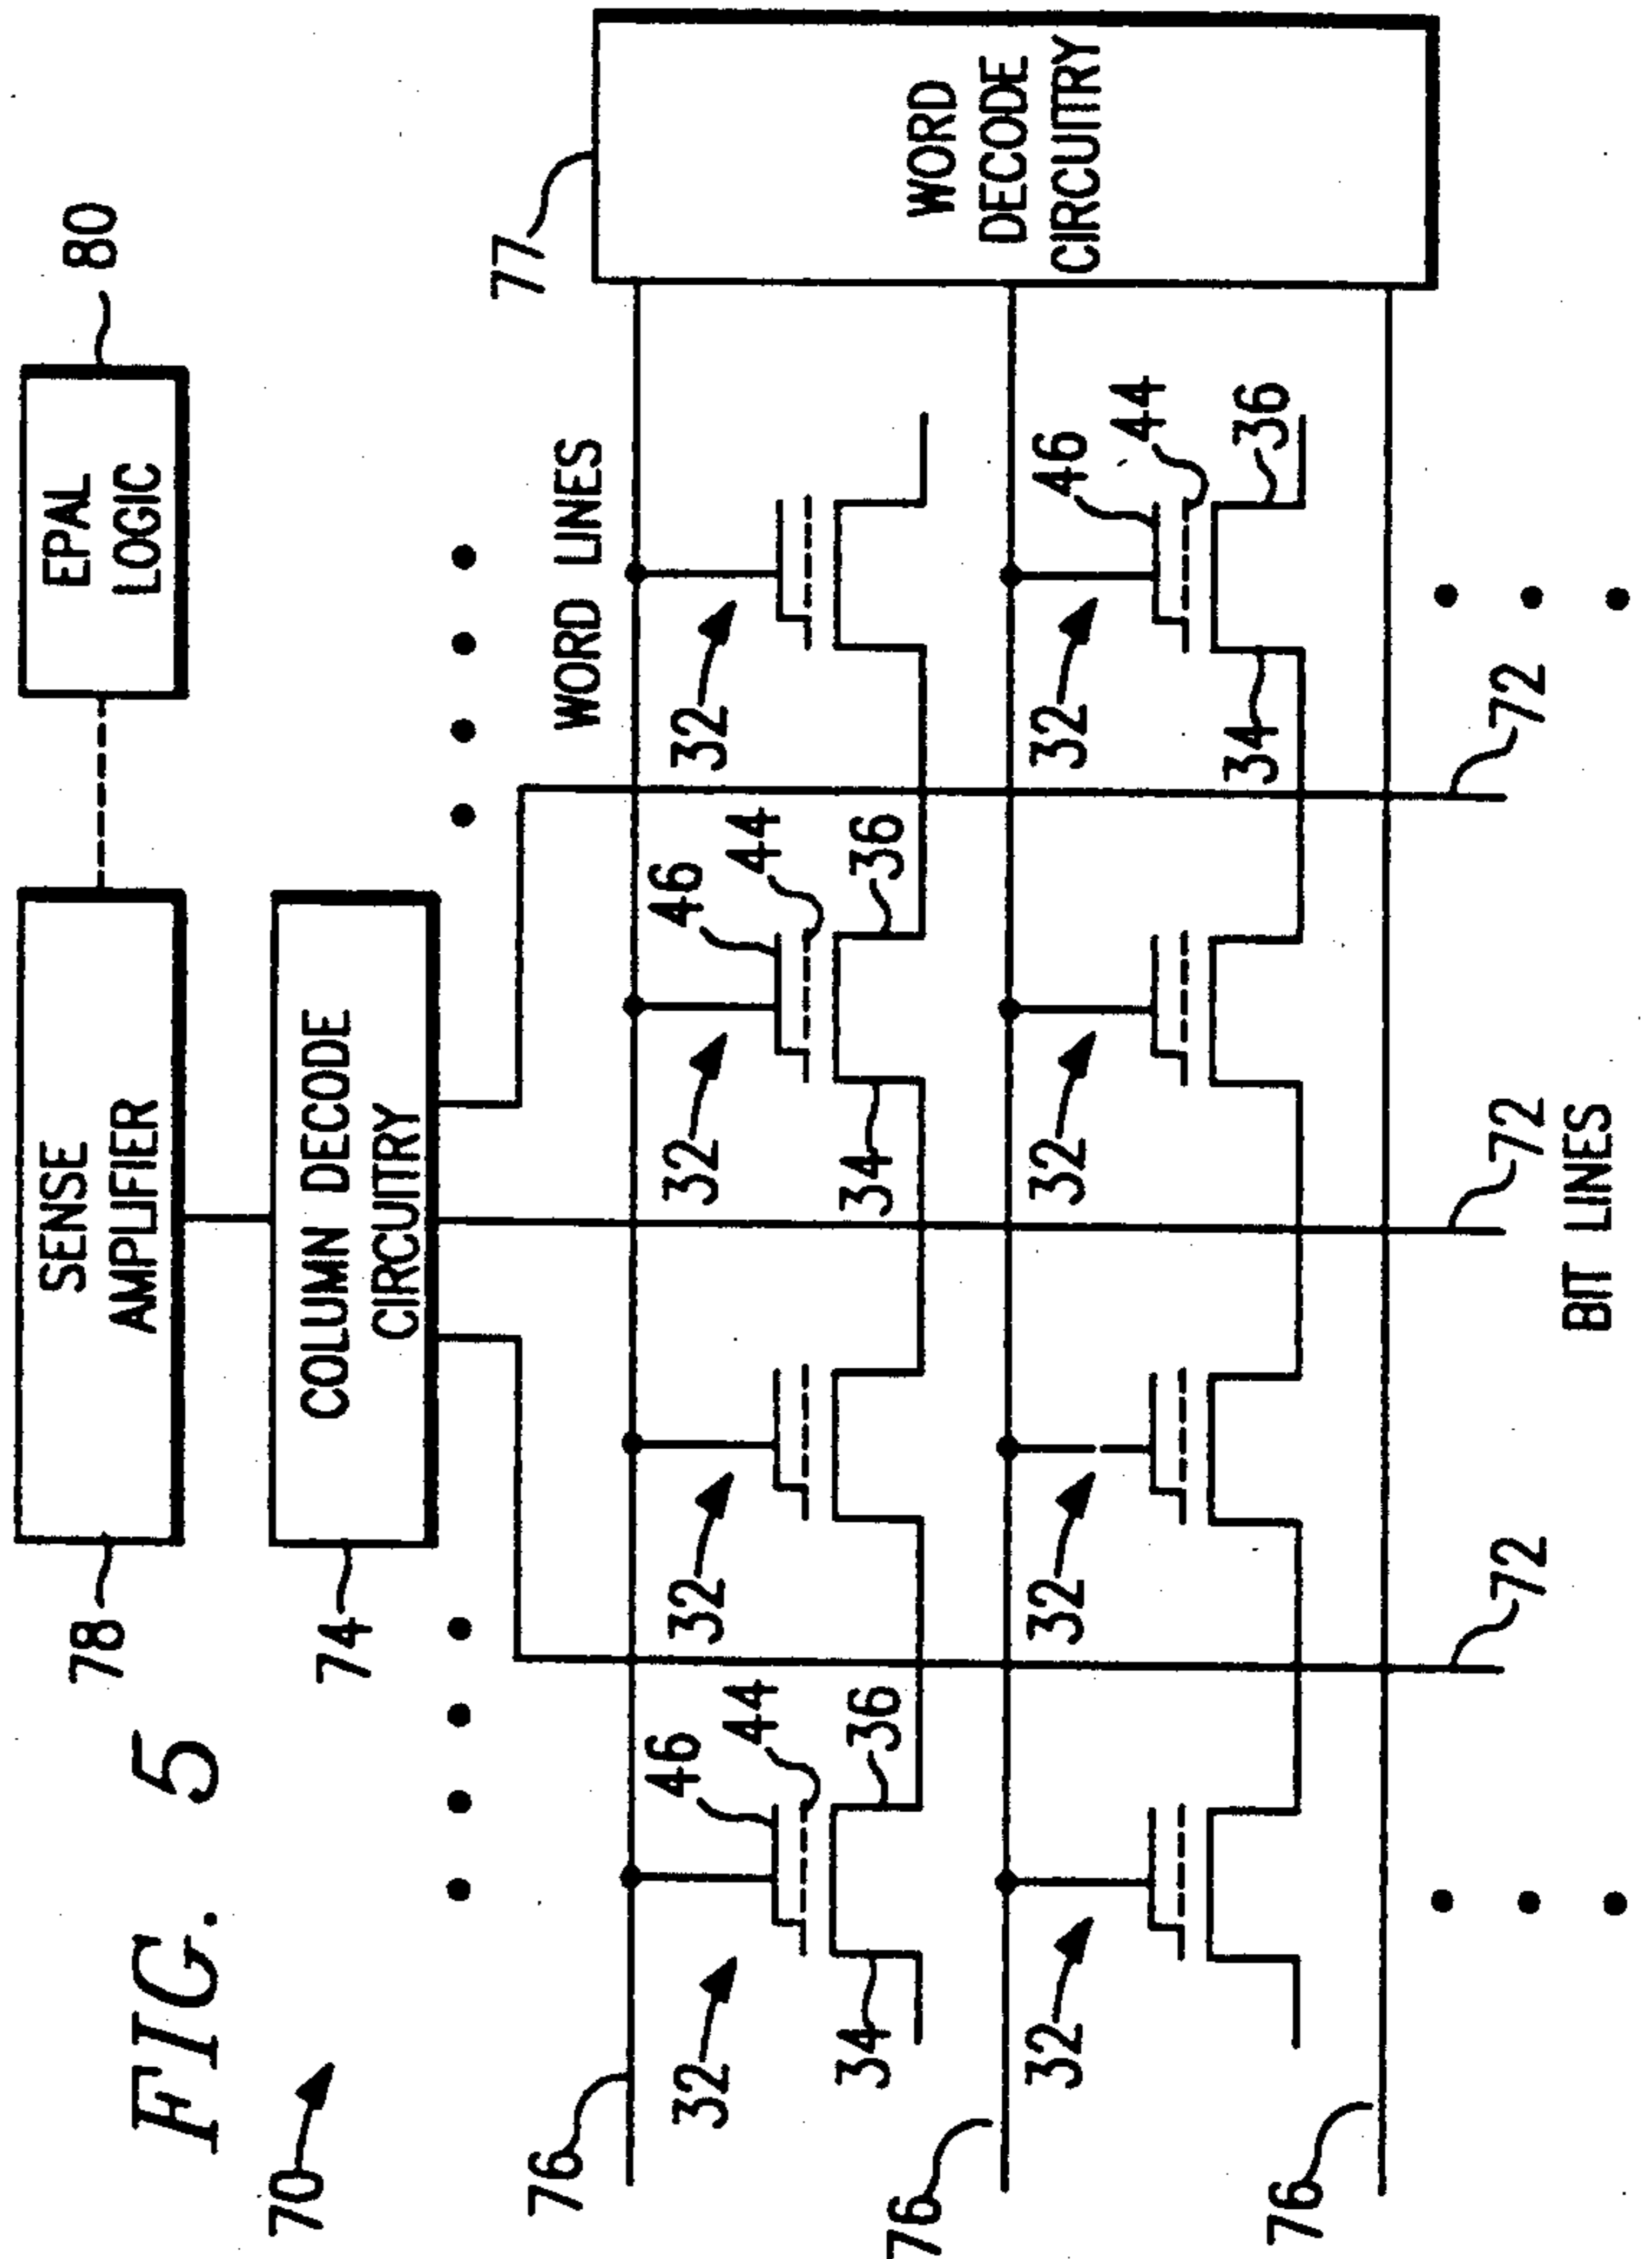 FIG. 5
70
78
SENSE
AMPLIFIER
EPAL
LOGIC
80
74
COLUMN DECODE
CIRCUITRY
77
76
WORD LINES
32 46 32 32 46 32
44 44
34 36 34 36
76
WORD
DECODE
CIRCUITRY
32 32 32 32 46
44
34 36
76
72 72 72
BIT LINES